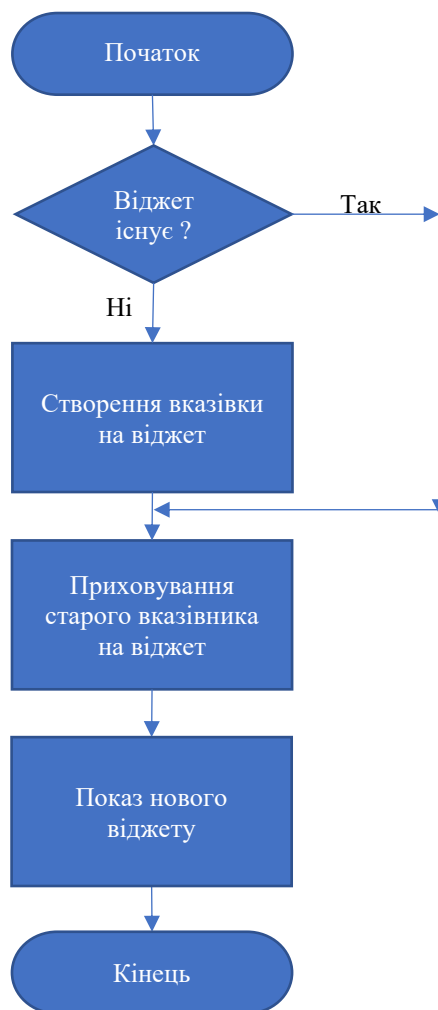 Початок
Віджет
існує ?
Так
Ні
Створення вказівки
на віджет
Приховування
старого вказівника
на віджет
Показ нового
віджету
Кінець